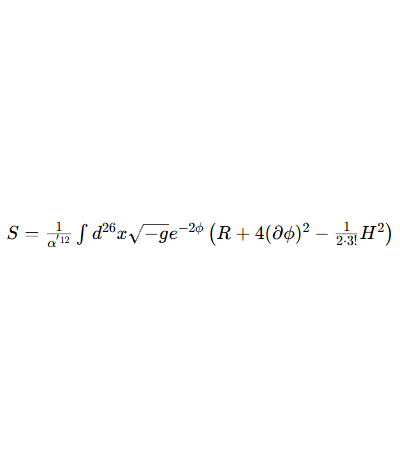 S = \frac{1}{\alpha'^{12}} \int d^{26}x \sqrt{-g} e^{-2\phi} \left( R + 4(\partial\phi)^2 - \frac{1}{2 \cdot 3!} H^2 \right)